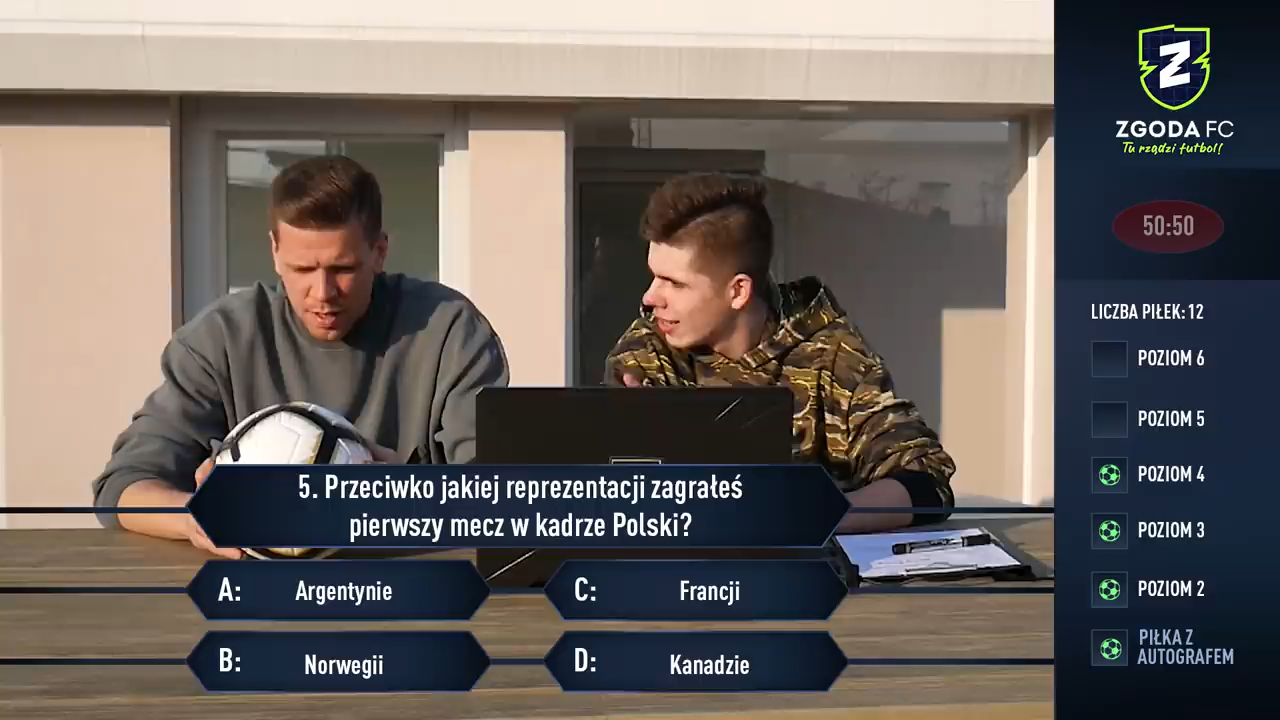 Z
ZGODA FC
Tu rządzi futbol!
50:50
LICZBA PIŁEK: 12
POZIOM 6
POZIOM 5
POZIOM 4
POZIOM 3
POZIOM 2
PIŁKA Z
AUTOGRAFEM
5. Przeciwko jakiej reprezentacji zagrałeś
pierwszy mecz w kadrze Polski?
A: Argentynie
C: Francji
B: Norwegii
D: Kanadzie